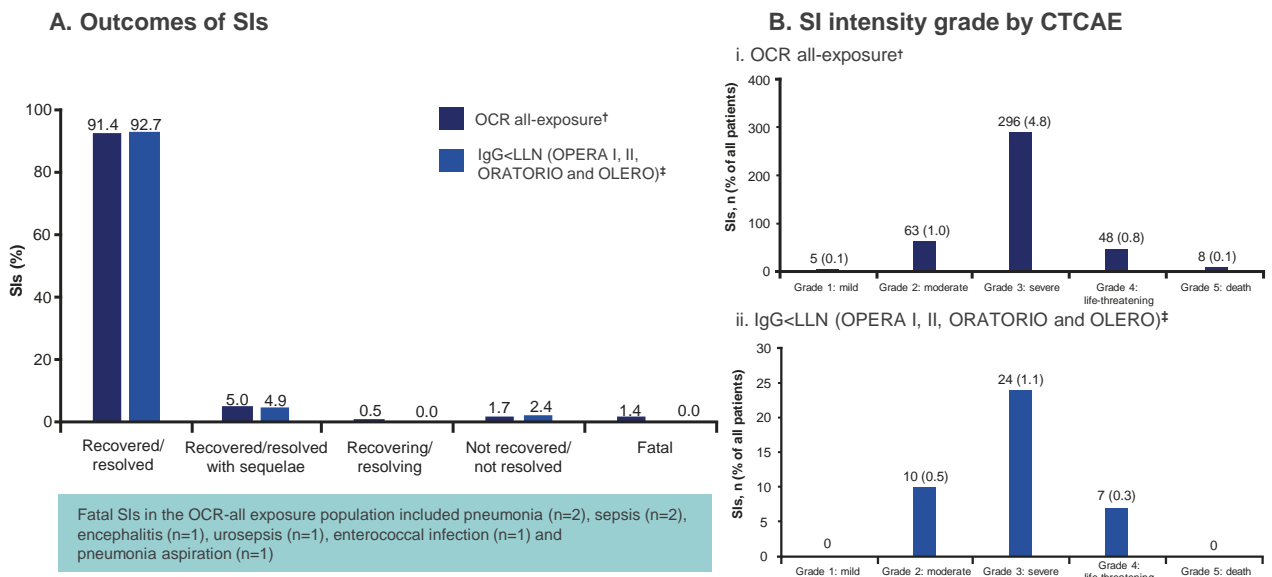 A. Outcomes of SIs
SIs (%)
100
80
60
40
20
0
91.4 92.7
5.0 4.9
0.5 0.0
1.7 2.4
1.4 0.0
OCR all-exposure†
IgG<LLN (OPERA I, II,
ORATORIO and OLERO)‡
Recovered/
resolved
Recovered/resolved
with sequelae
Recovering/
resolving
Not recovered/
not resolved
Fatal
Fatal SIs in the OCR-all exposure population included pneumonia (n=2), sepsis (n=2),
encephalitis (n=1), urosepsis (n=1), enterococcal infection (n=1) and
pneumonia aspiration (n=1)
B. SI intensity grade by CTCAE
i. OCR all-exposure†
SIs, n (% of all patients)
400
300
200
100
0
5 (0.1)
63 (1.0)
296 (4.8)
48 (0.8)
8 (0.1)
Grade 1: mild
Grade 2: moderate
Grade 3: severe
Grade 4:
life-threatening
Grade 5: death
ii. IgG<LLN (OPERA I, II, ORATORIO and OLERO)‡
SIs, n (% of all patients)
30
25
20
15
10
5
0
0
10 (0.5)
24 (1.1)
7 (0.3)
0
Grade 1: mild
Grade 2: moderate
Grade 3: severe
Grade 4:
life-threatening
Grade 5: death